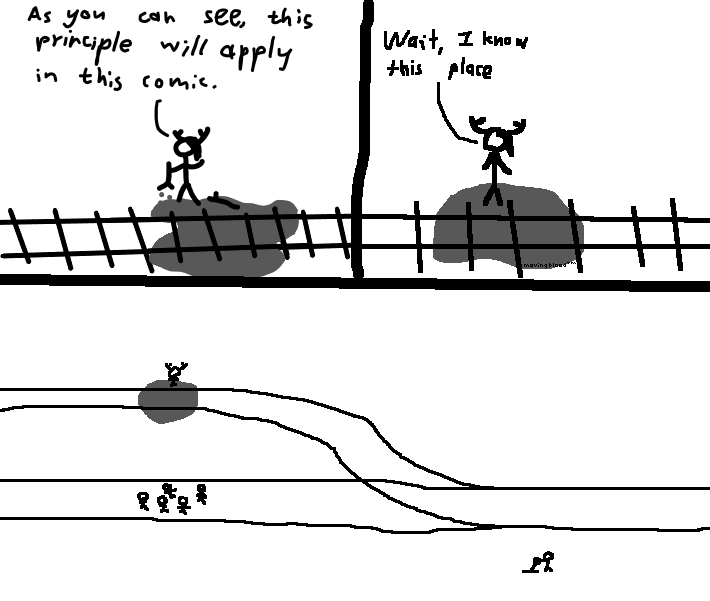 As you can see, this
principle will apply
in this comic.
Wait, I know
this place